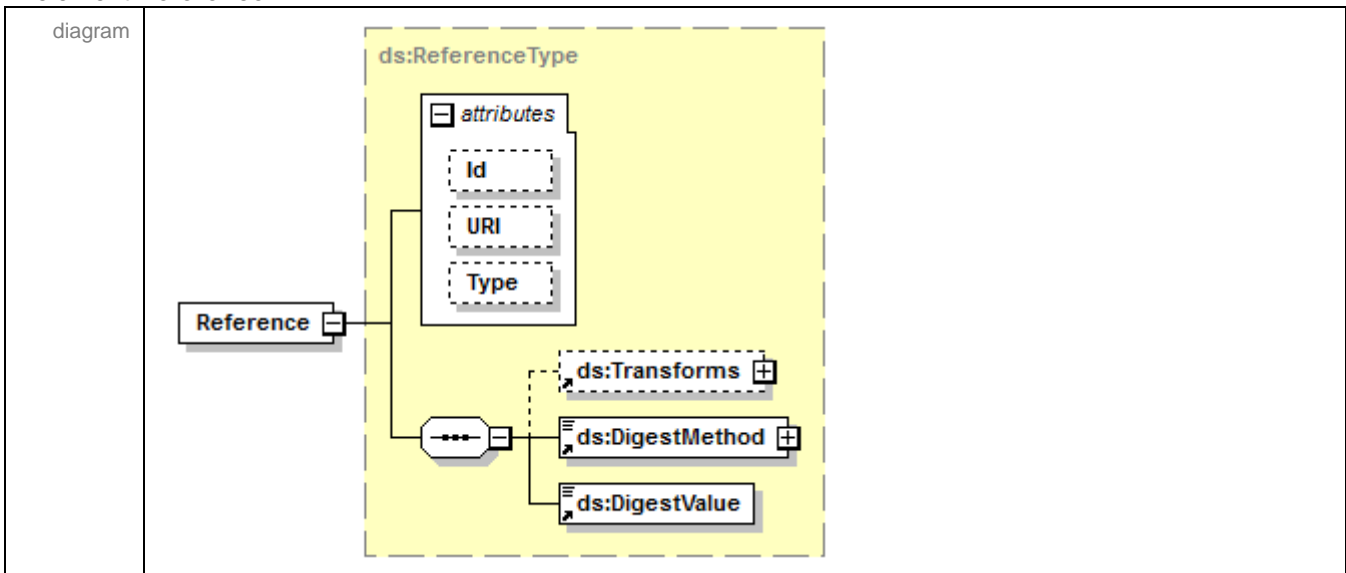 diagram
ds:ReferenceType
attributes
Id
URI
Type
Reference
ds:Transforms
ds:DigestMethod
ds:DigestValue